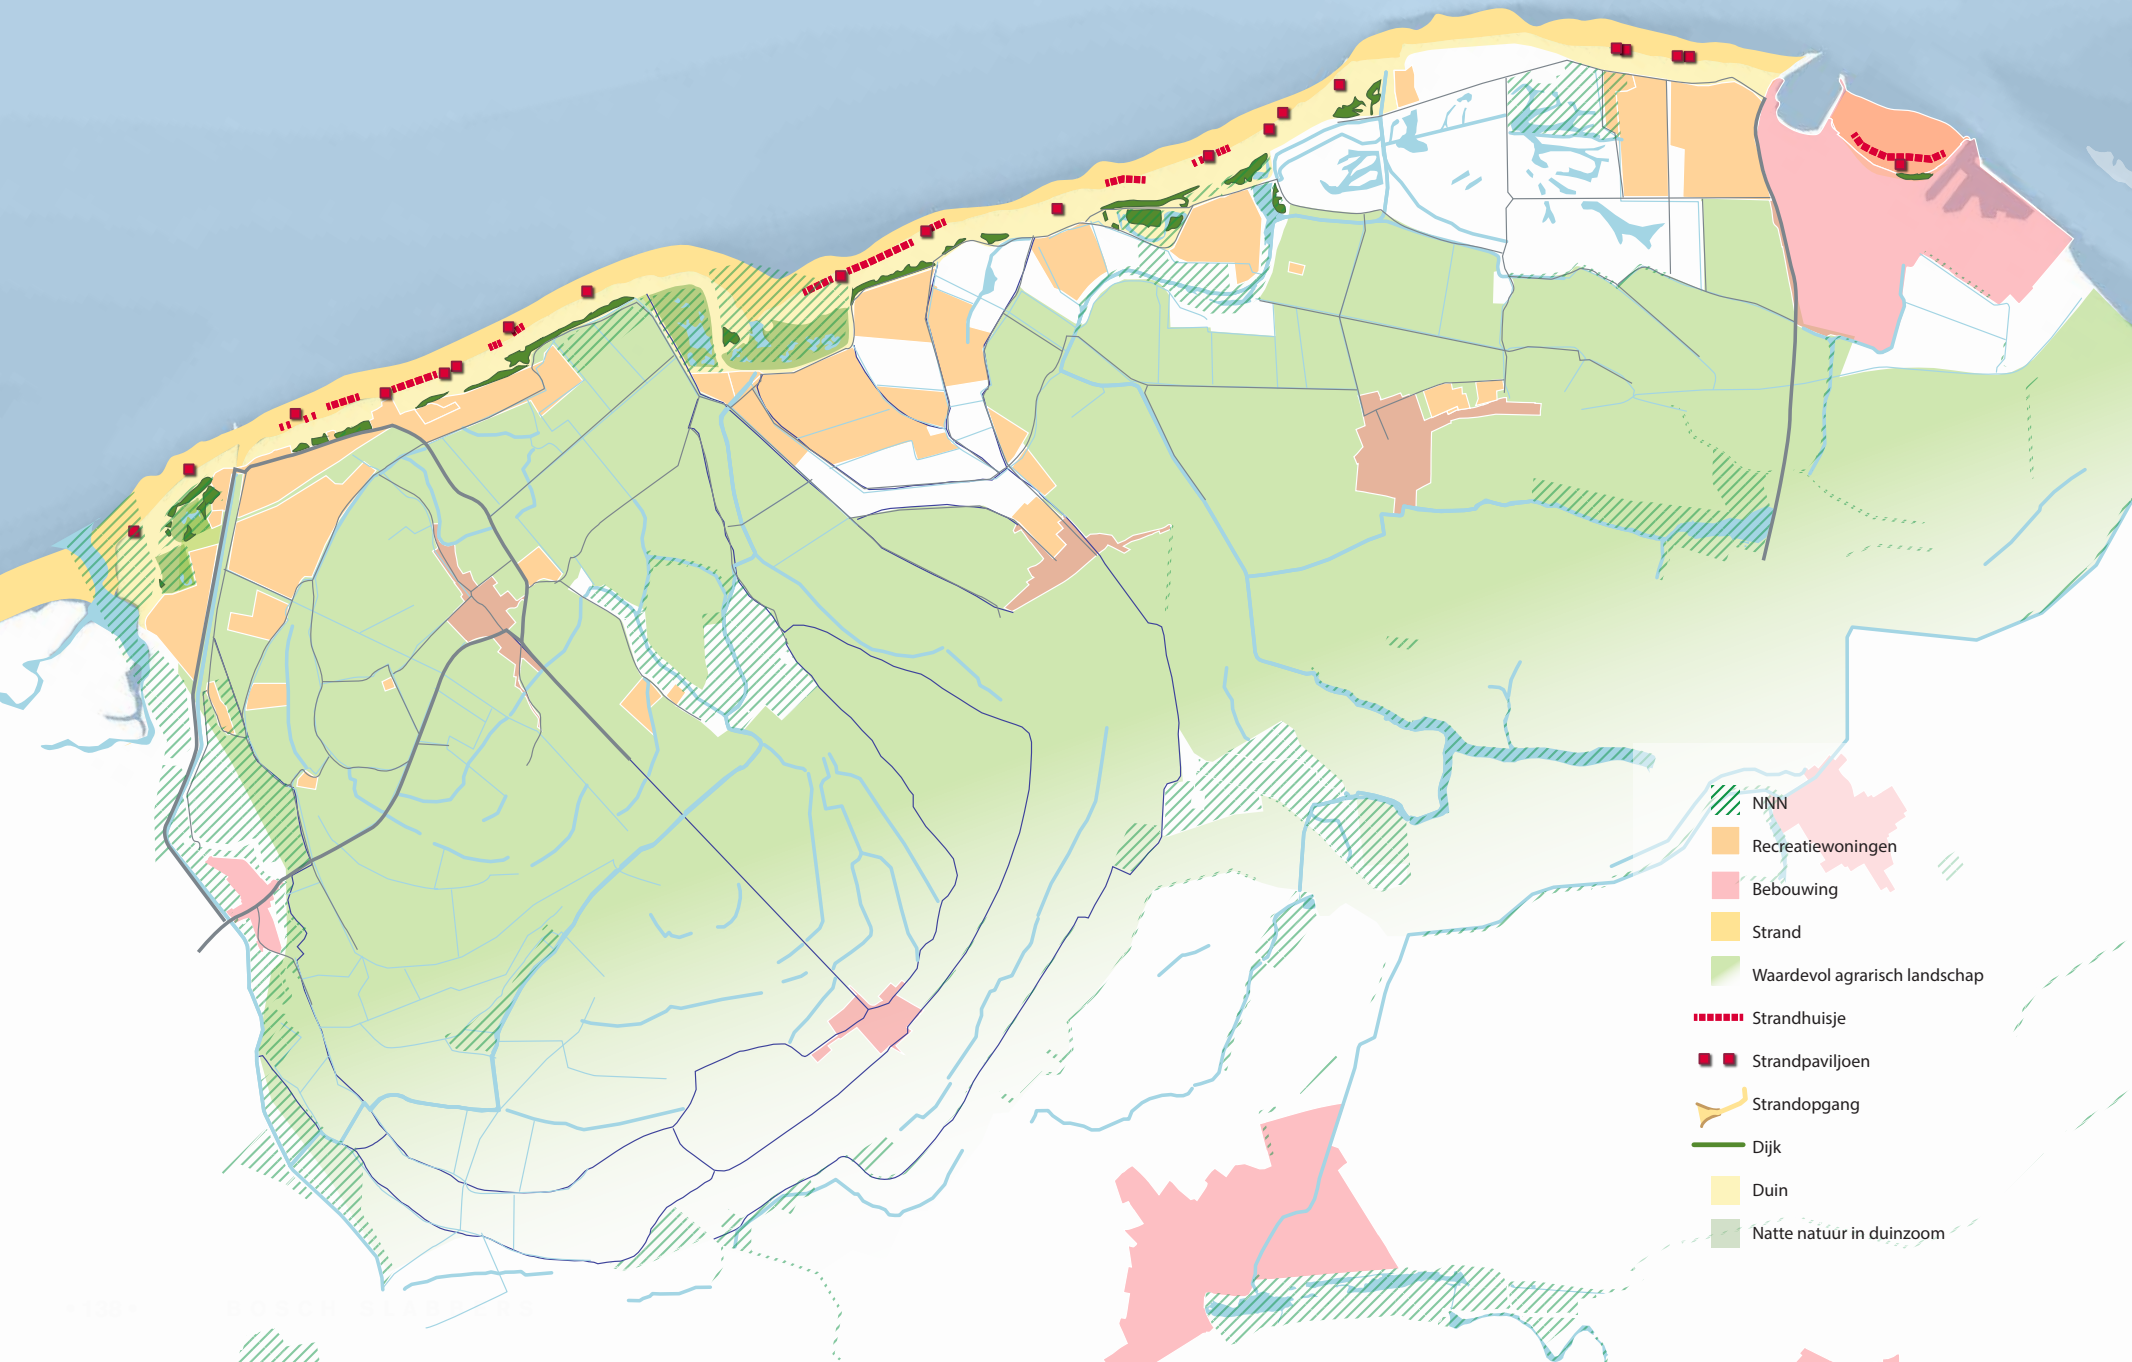 NNN
Recreatiewoningen
Bebouwing
Strand
Waardevol agrarisch landschap
Strandhuisje
Strandpaviljoen
Strandopgang
Dijk
Duin
Natte natuur in duinzoom